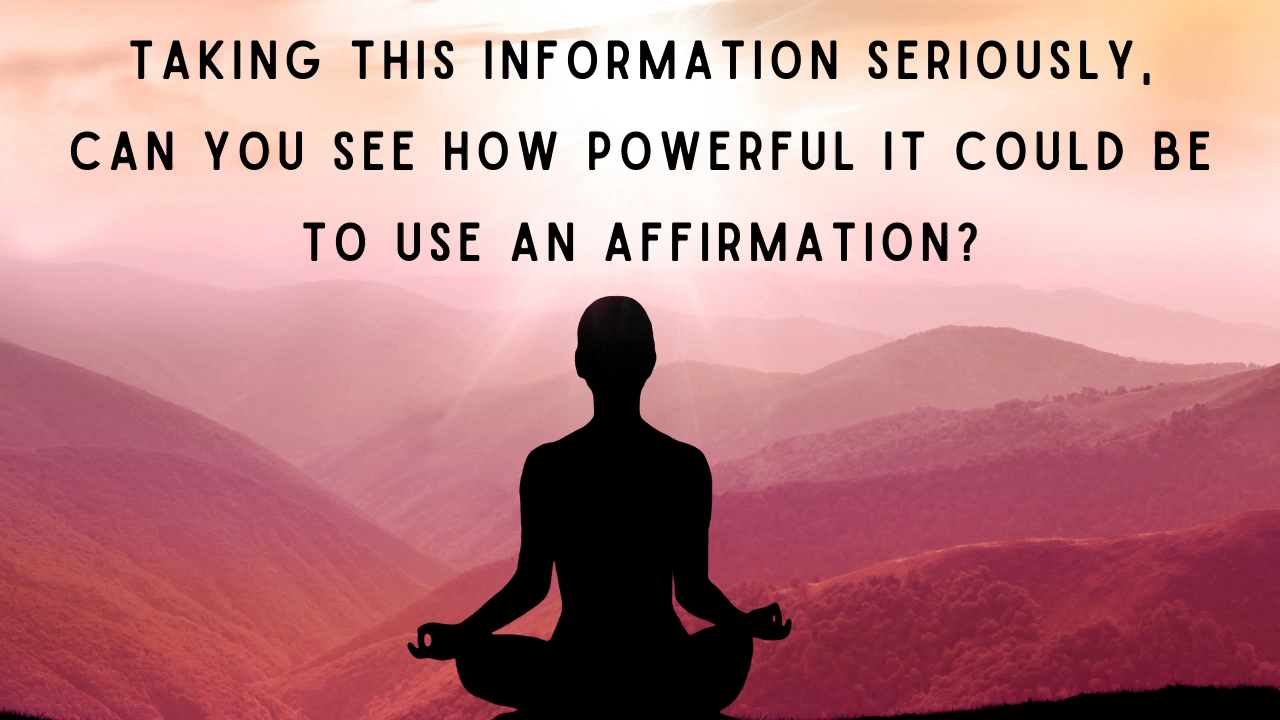 TAKING THIS INFORMATION SERIOUSLY,
CAN YOU SEE HOW POWERFUL IT COULD BE
TO USE AN AFFIRMATION?